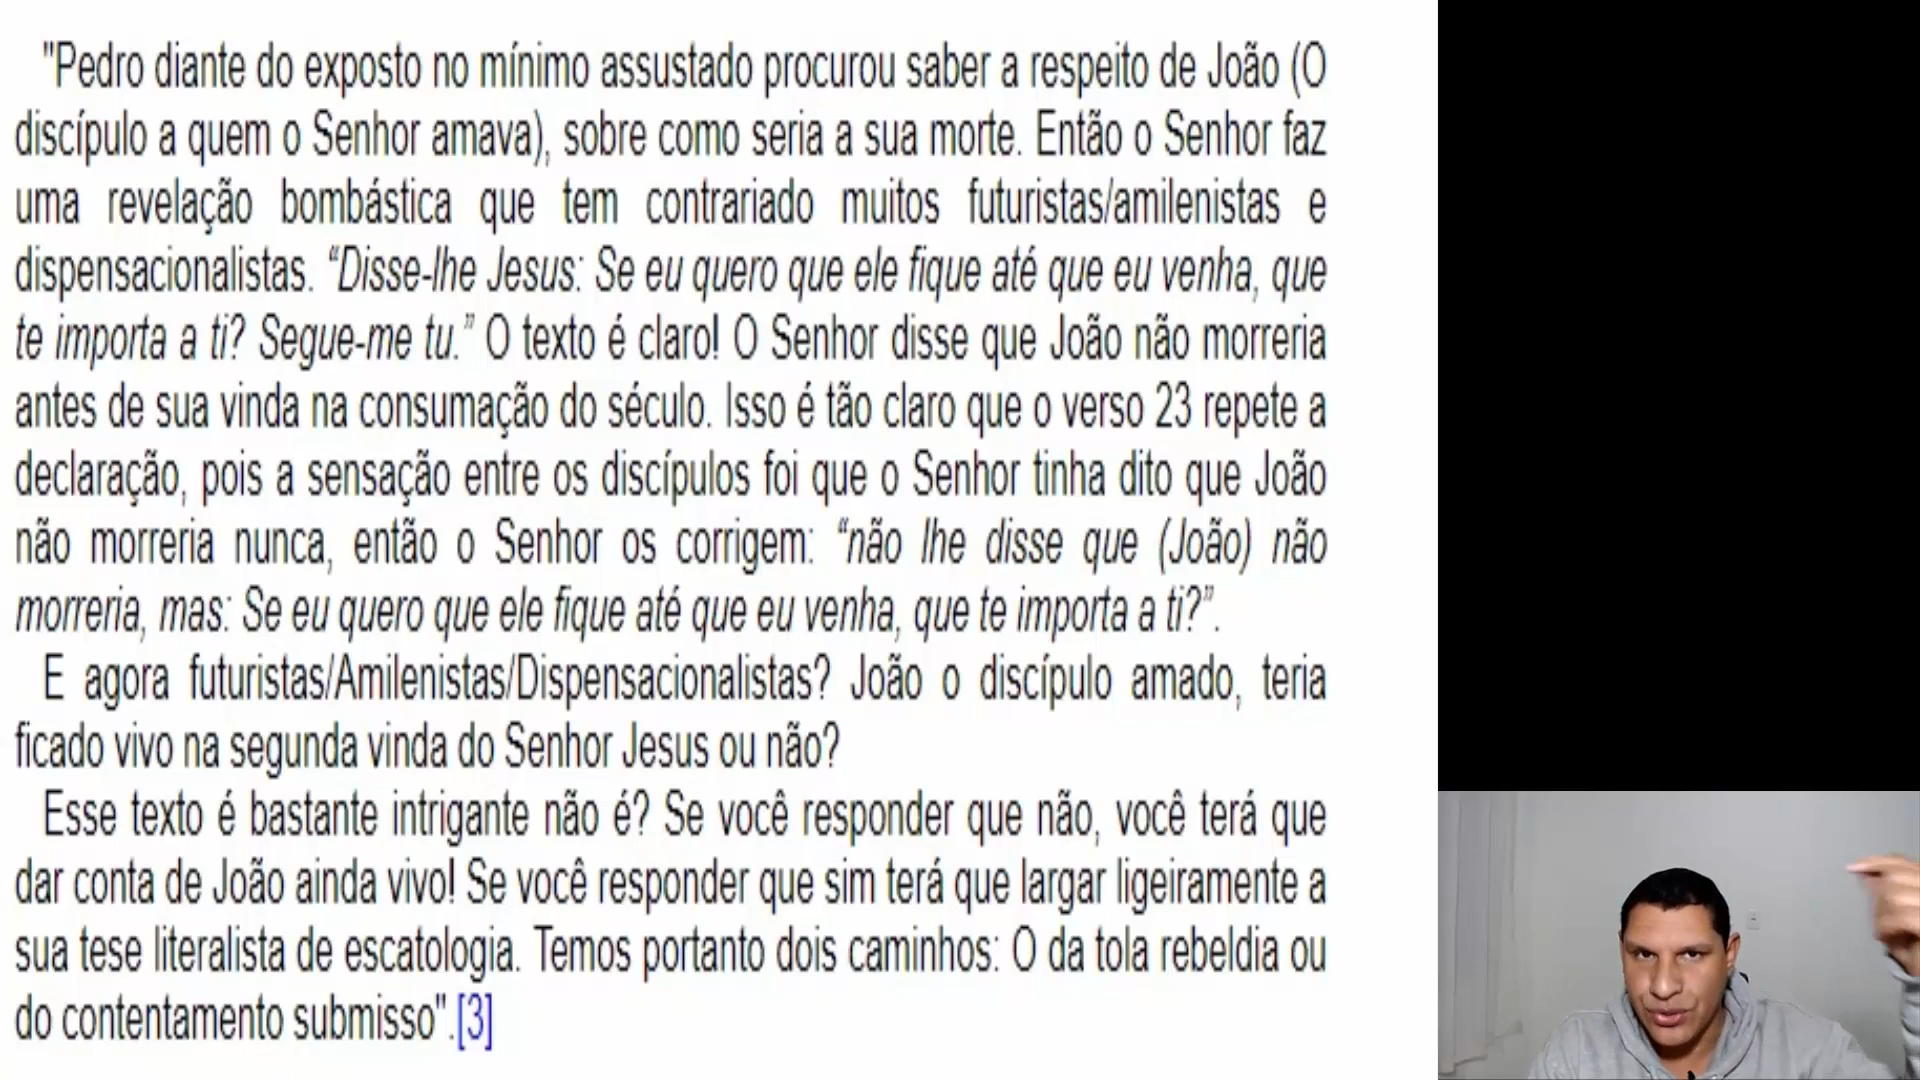 "Pedro diante do exposto no mínimo assustado procurou saber a respeito de João (O
discípulo a quem o Senhor amava), sobre como seria a sua morte. Então o Senhor faz
uma revelação bombástica que tem contrariado muitos futuristas/amilenistas e
dispensacionalistas. “Disse-lhe Jesus: Se eu quero que ele fique até que eu venha, que
te importa a ti? Segue-me tu.” O texto é claro! O Senhor disse que João não morreria
antes de sua vinda na consumação do século. Isso é tão claro que o verso 23 repete a
declaração, pois a sensação entre os discípulos foi que o Senhor tinha dito que João
não morreria nunca, então o Senhor os corrigem: “não lhe disse que (João) não
morreria, mas: Se eu quero que ele fique até que eu venha, que te importa a ti?”.
E agora futuristas/Amilenistas/Dispensacionalistas? João o discípulo amado, teria
ficado vivo na segunda vinda do Senhor Jesus ou não?
Esse texto é bastante intrigante não é? Se você responder que não, você terá que
dar conta de João ainda vivo! Se você responder que sim terá que largar ligeiramente a
sua tese literalista de escatologia. Temos portanto dois caminhos: O da tola rebeldia ou
do contentamento submisso".[3]